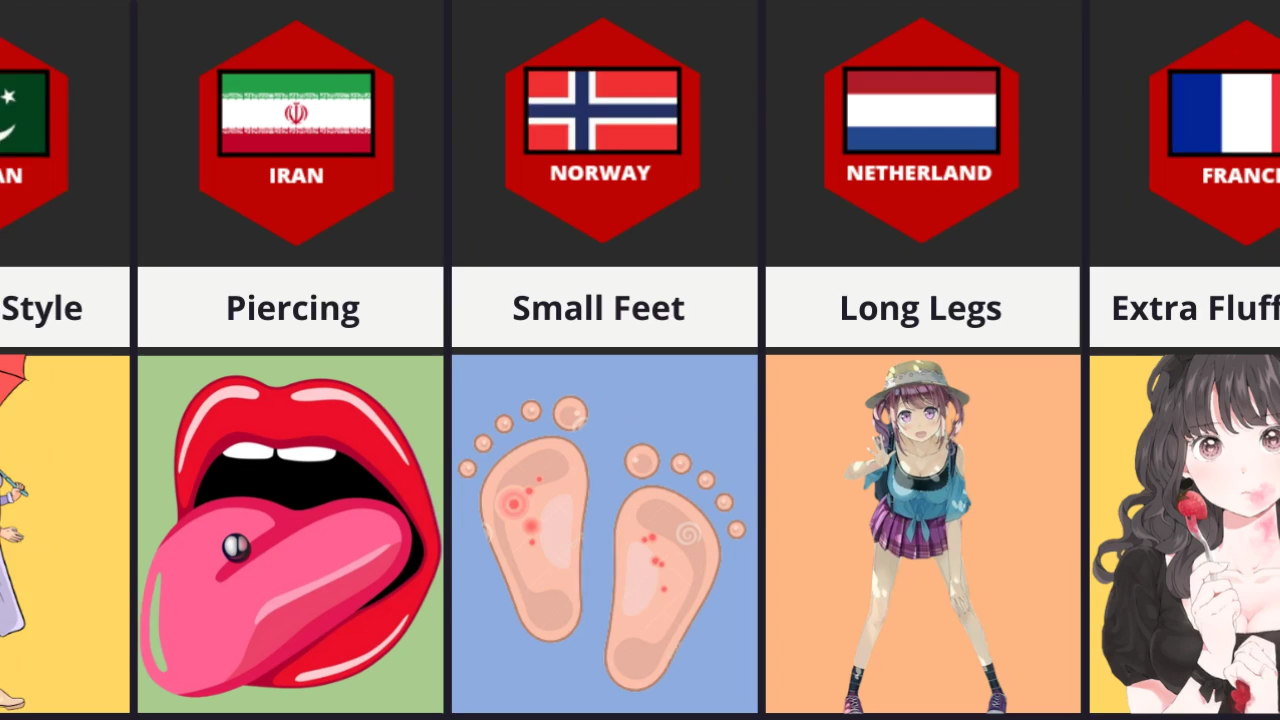 AN
IRAN
NORWAY
NETHERLAND
FRANC
Style
Piercing
Small Feet
Long Legs
Extra Fluff